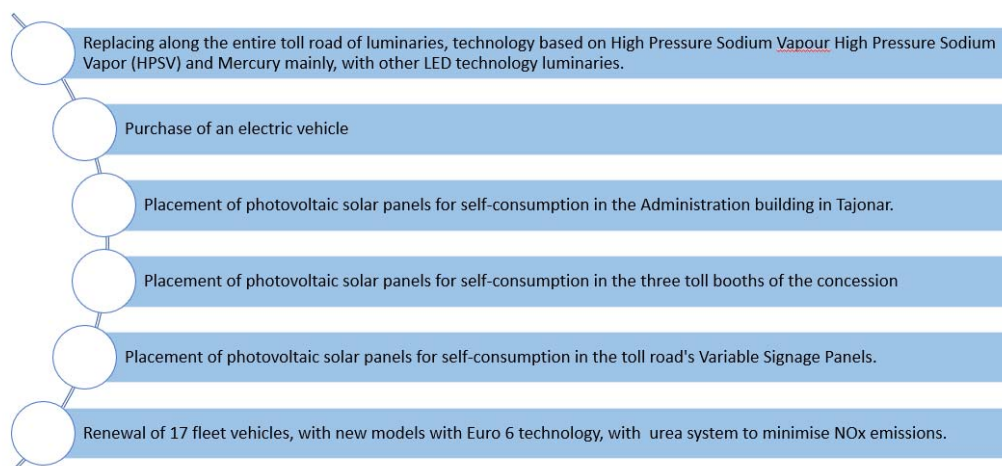 Replacing along the entire toll road of luminaries, technology based on High Pressure Sodium Vapour High Pressure Sodium
Vapor (HPSV) and Mercury mainly, with other LED technology luminaries.
Purchase of an electric vehicle
Placement of photovoltaic solar panels for self-consumption in the Administration building in Tajonar.
Placement of photovoltaic solar panels for self-consumption in the three toll booths of the concession
Placement of photovoltaic solar panels for self-consumption in the toll road's Variable Signage Panels.
Renewal of 17 fleet vehicles, with new models with Euro 6 technology, with urea system to minimise NOx emissions.